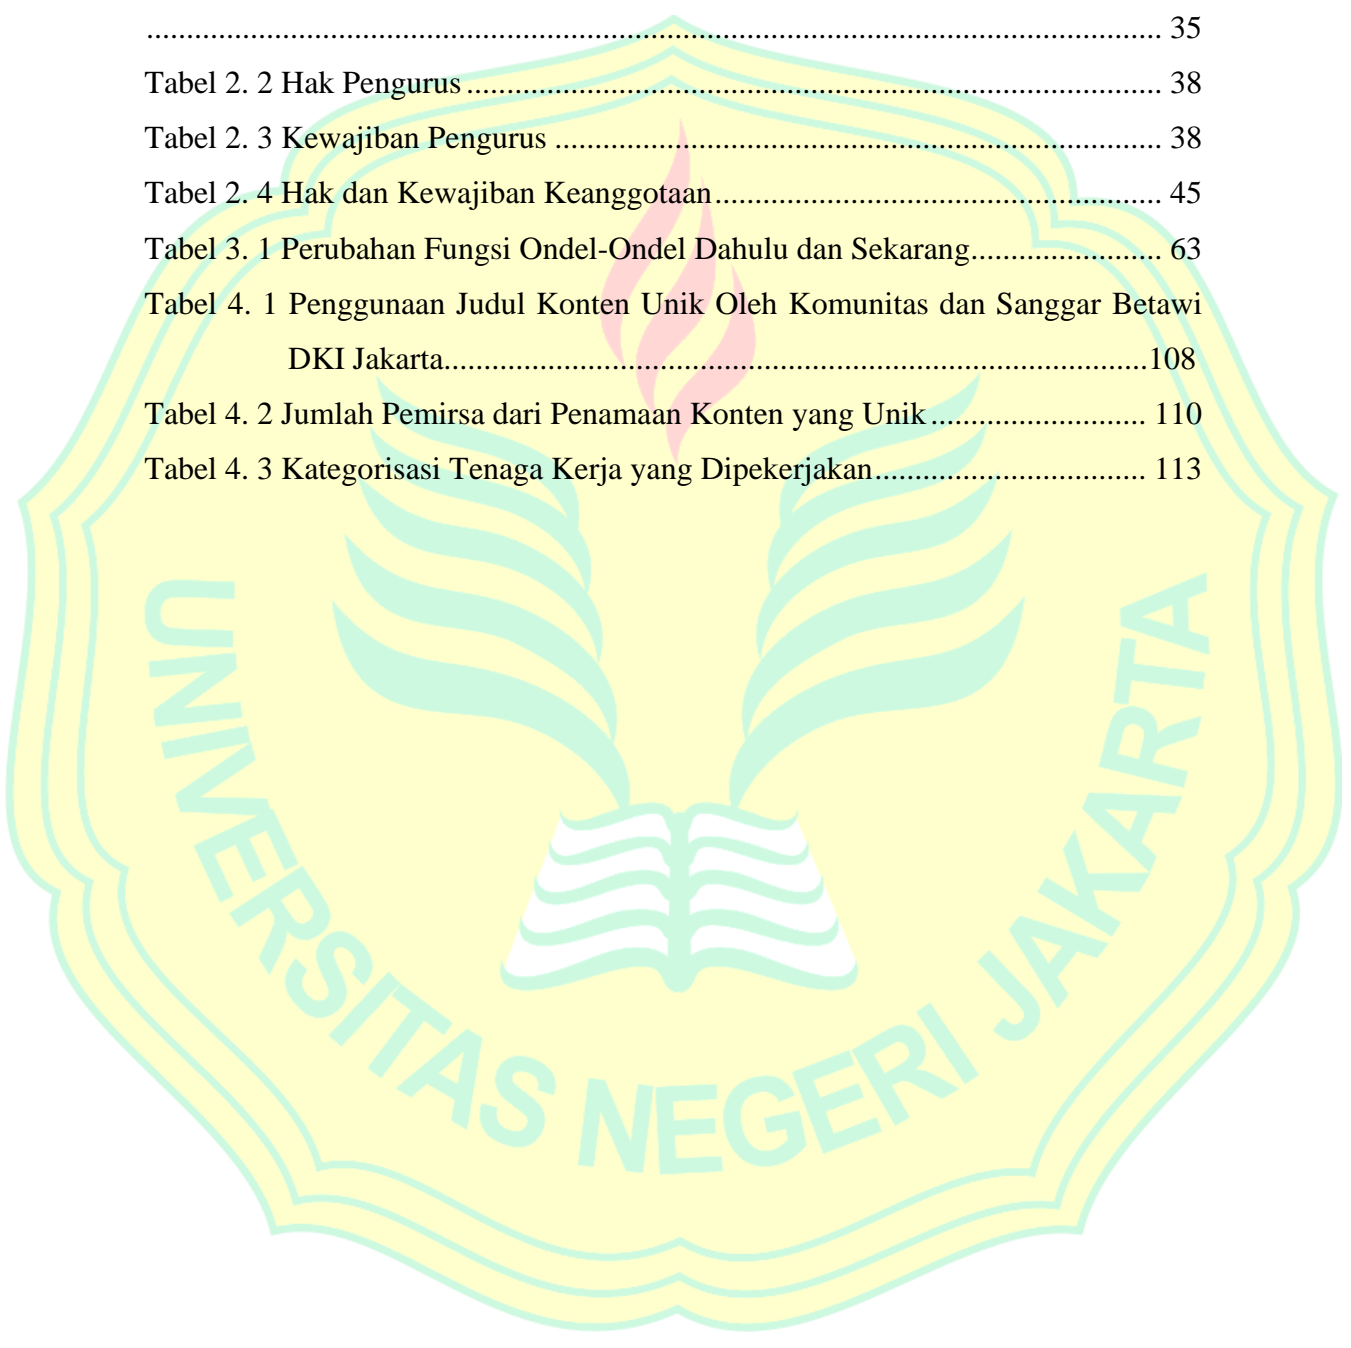 ............................................................................................................................... 35
Tabel 2. 2 Hak Pengurus....................................................................................... 38
Tabel 2. 3 Kewajiban Pengurus ............................................................................ 38
Tabel 2. 4 Hak dan Kewajiban Keanggotaan........................................................ 45
Tabel 3. 1 Perubahan Fungsi Ondel-Ondel Dahulu dan Sekarang........................ 63
Tabel 4. 1 Penggunaan Judul Konten Unik Oleh Komunitas dan Sanggar Betawi
DKI Jakarta........................................................................................108
Tabel 4. 2 Jumlah Pemirsa dari Penamaan Konten yang Unik........................... 110
Tabel 4. 3 Kategorisasi Tenaga Kerja yang Dipekerjakan.................................. 113
UNIVERSITAS NEGERI JAKARTA